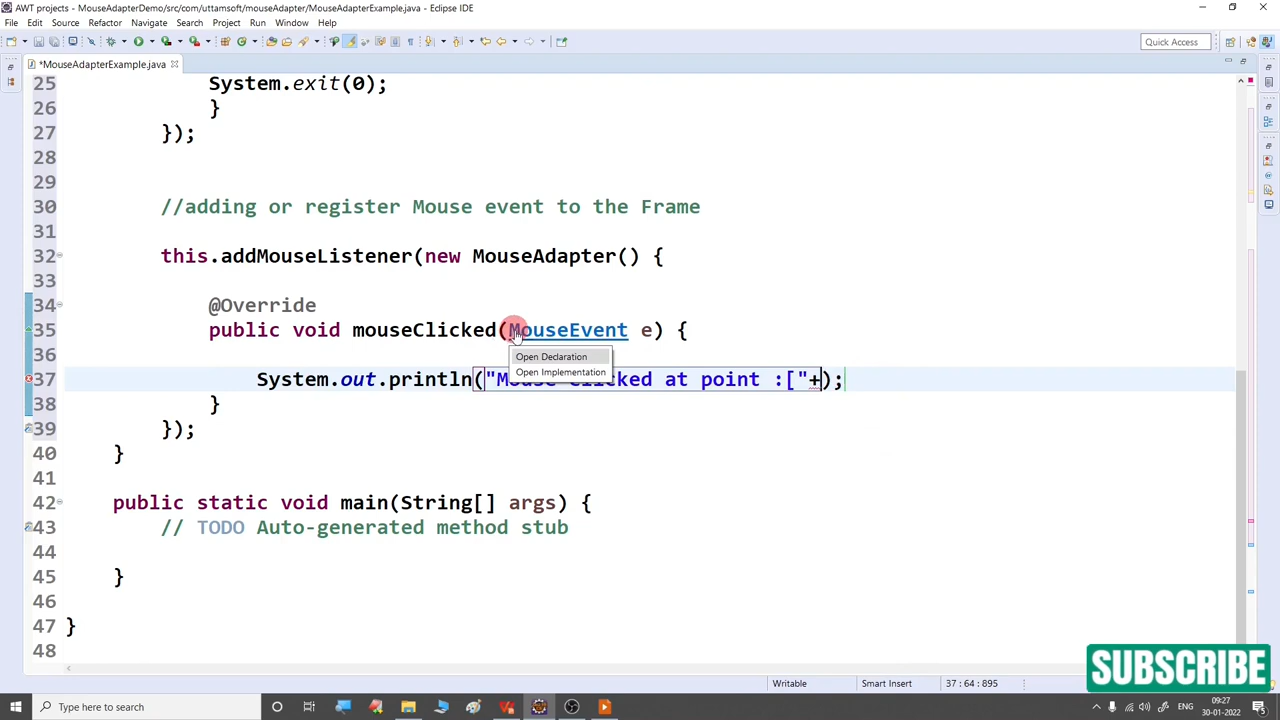 AWT projects - MouseAdapterDemo/src/com/uttamsoft/mouseAdapter/MouseAdapterExample.java - Eclipse IDE
File Edit Source Refactor Navigate Search Project Run Window Help
Quick Access
*MouseAdapterExample.java
25 System.exit(0);
26 }
27 });
28
29
30 //adding or register Mouse event to the Frame
31
32 this.addMouseListener(new MouseAdapter() {
33
34 @Override
35 public void mouseClicked(MouseEvent e) {
36
Open Declaration
Open Implementation
37 System.out.println("Mouse Clicked at point :["+);
38 }
39 });
40 }
41
42 public static void main(String[] args) {
43 // TODO Auto-generated method stub
44
45 }
46
47 }
48
SUBSCRIBE
Writable Smart Insert 37 : 64 : 895
Type here to search
09:27
30-01-2022